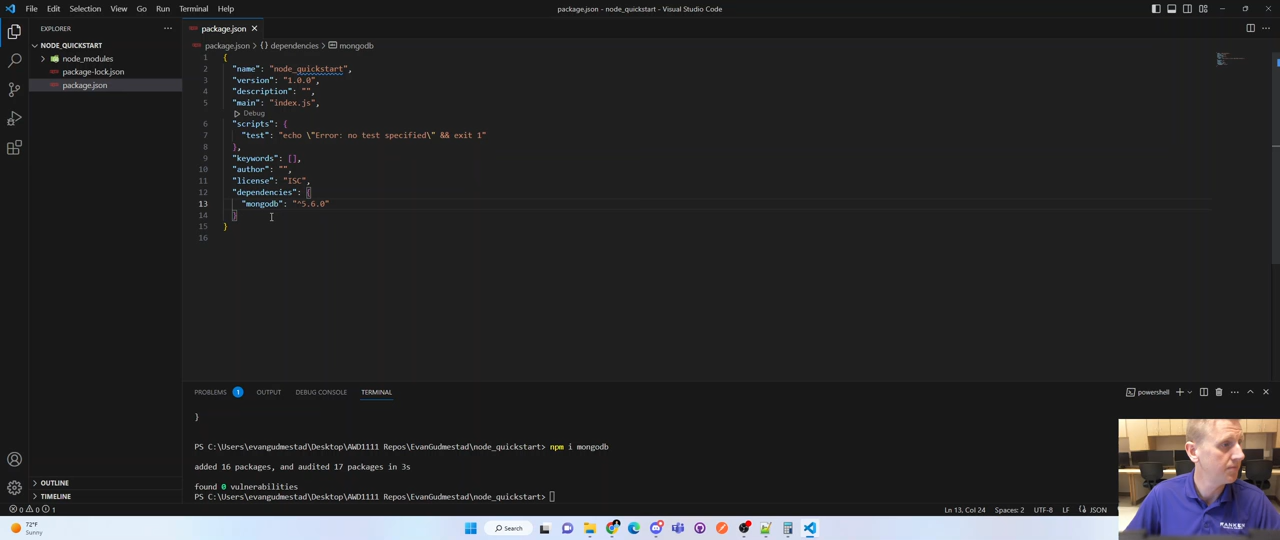 File Edit Selection View Go Run Terminal Help
package.json - node_quickstart - Visual Studio Code
EXPLORER
NODE_QUICKSTART
node_modules
package-lock.json
package.json
OUTLINE
TIMELINE
package.json
package.json > {} dependencies > mongodb
1 {
2 "name": "node_quickstart",
3 "version": "1.0.0",
4 "description": "",
5 "main": "index.js",
Debug
6 "scripts": {
7 "test": "echo \"Error: no test specified\" && exit 1"
8 },
9 "keywords": [],
10 "author": "",
11 "license": "ISC",
12 "dependencies": {
13 "mongodb": "^5.6.0"
14 }
15 }
16
PROBLEMS 1 OUTPUT DEBUG CONSOLE TERMINAL
powershell
}
PS C:\Users\evangudmestad\Desktop\AWD1111 Repos\EvanGudmestad\node_quickstart> npm i mongodb
added 16 packages, and audited 17 packages in 3s
found 0 vulnerabilities
PS C:\Users\evangudmestad\Desktop\AWD1111 Repos\EvanGudmestad\node_quickstart>
0 0 1
Ln 13, Col 24 Spaces: 2 UTF-8 LF {} JSON
72°F
Sunny
Search
RANKEN